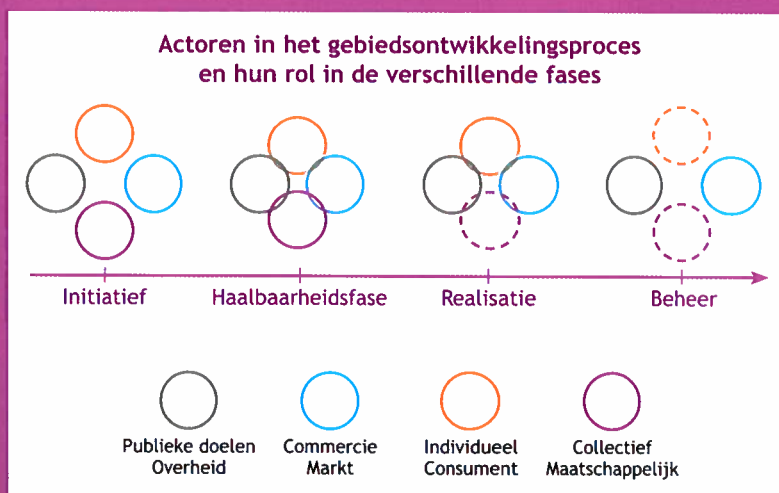 Actoren in het gebiedsontwikkelingsproces
en hun rol in de verschillende fases
Initiatief
Haalbaarheidsfase
Realisatie
Beheer
Publieke doelen
Overheid
Commercie
Markt
Individueel
Consument
Collectief
Maatschappelijk